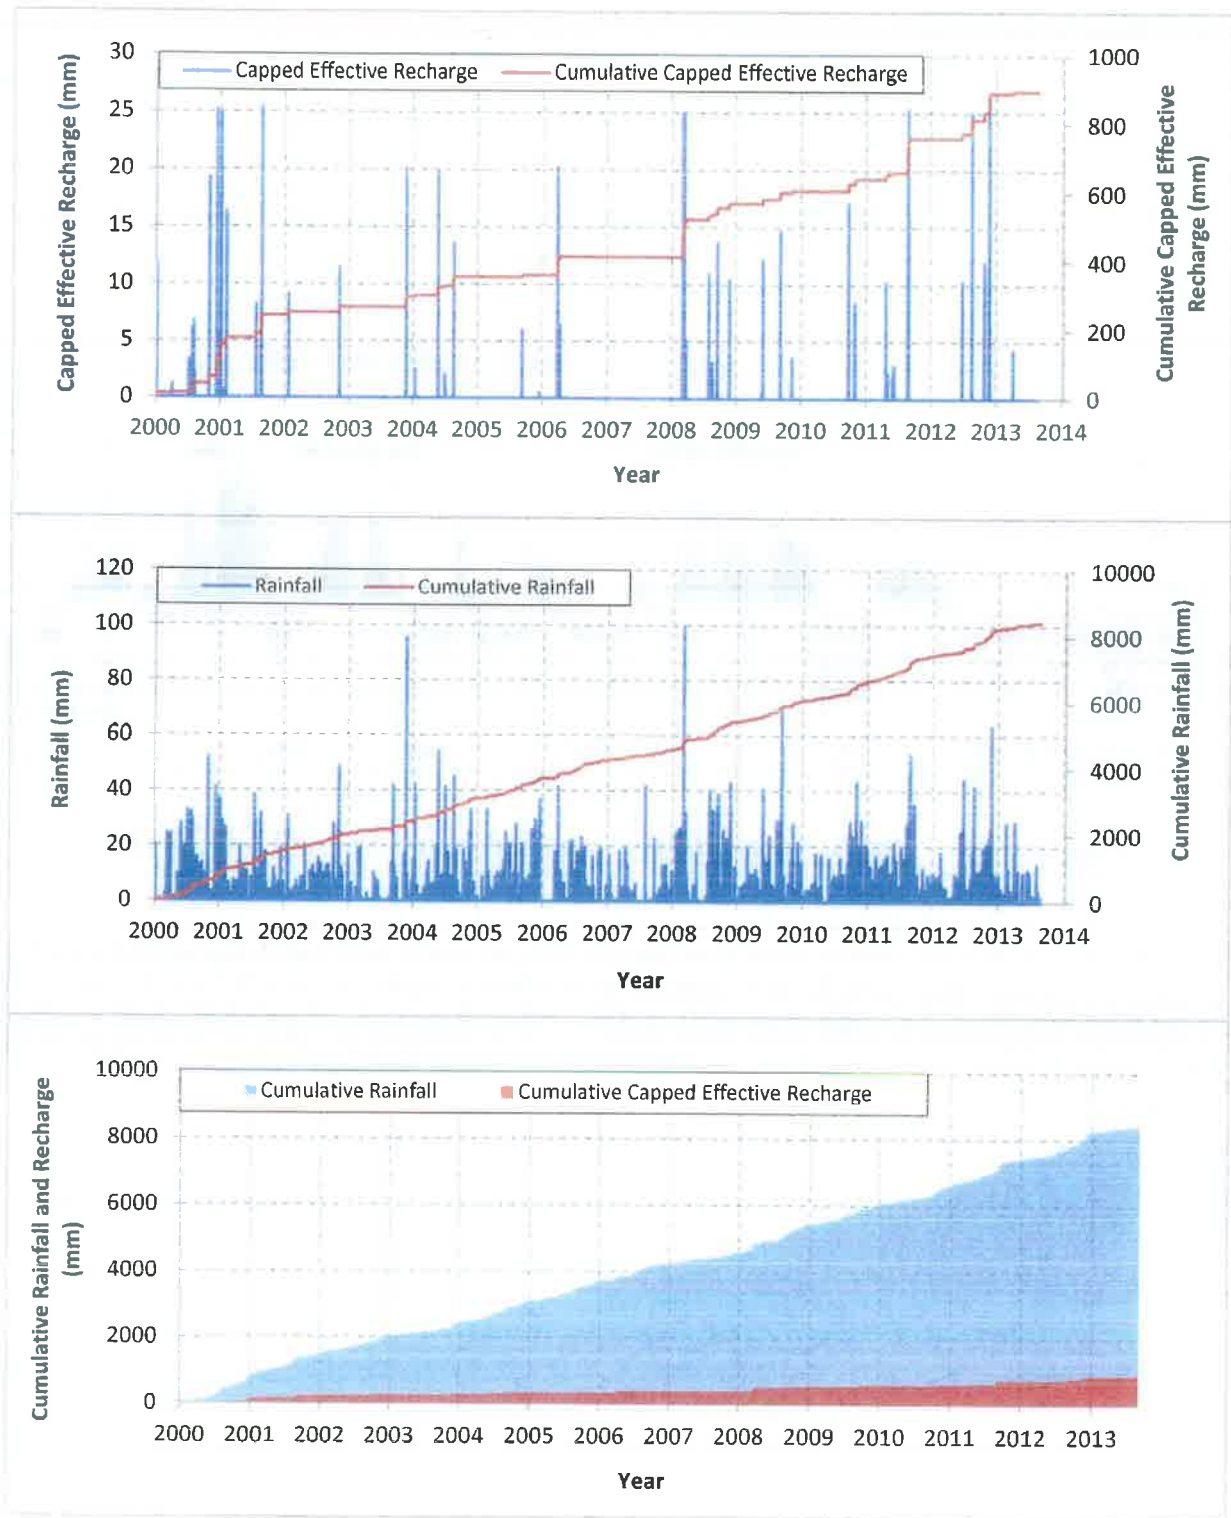 Capped Effective Recharge (mm)
Cumulative Capped Effective
Recharge (mm)
Capped Effective Recharge
Cumulative Capped Effective Recharge
30
25
20
15
10
5
0
1000
800
600
400
200
0
2000 2001 2002 2003 2004 2005 2006 2007 2008 2009 2010 2011 2012 2013 2014
Year
Rainfall (mm)
Cumulative Rainfall (mm)
Rainfall
Cumulative Rainfall
120
100
80
60
40
20
0
10000
8000
6000
4000
2000
0
2000 2001 2002 2003 2004 2005 2006 2007 2008 2009 2010 2011 2012 2013 2014
Year
Cumulative Rainfall and Recharge
(mm)
Cumulative Rainfall
Cumulative Capped Effective Recharge
10000
8000
6000
4000
2000
0
2000 2001 2002 2003 2004 2005 2006 2007 2008 2009 2010 2011 2012 2013
Year